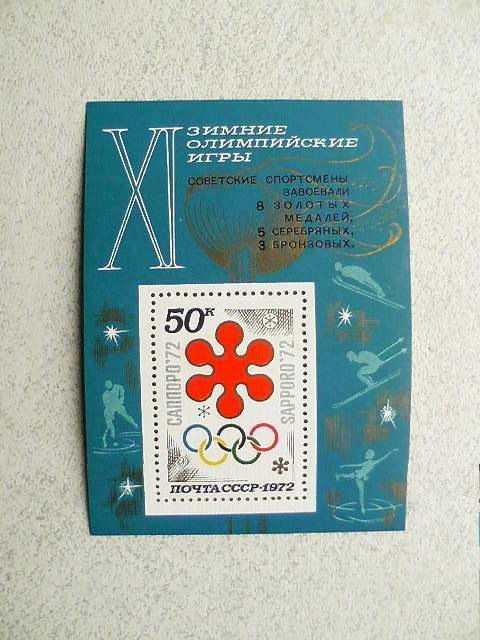 XI
ЗИМНИЕ
ОЛИМПИЙСКИЕ
ИГРЫ
СОВЕТСКИЕ СПОРТСМЕНЫ
ЗАВОЕВАЛИ
8 ЗОЛОТЫХ
МЕДАЛЕЙ,
5 СЕРЕБРЯНЫХ,
3 БРОНЗОВЫХ.
50К
САППОРО'72
SAPPORO'72
ПОЧТА СССР·1972